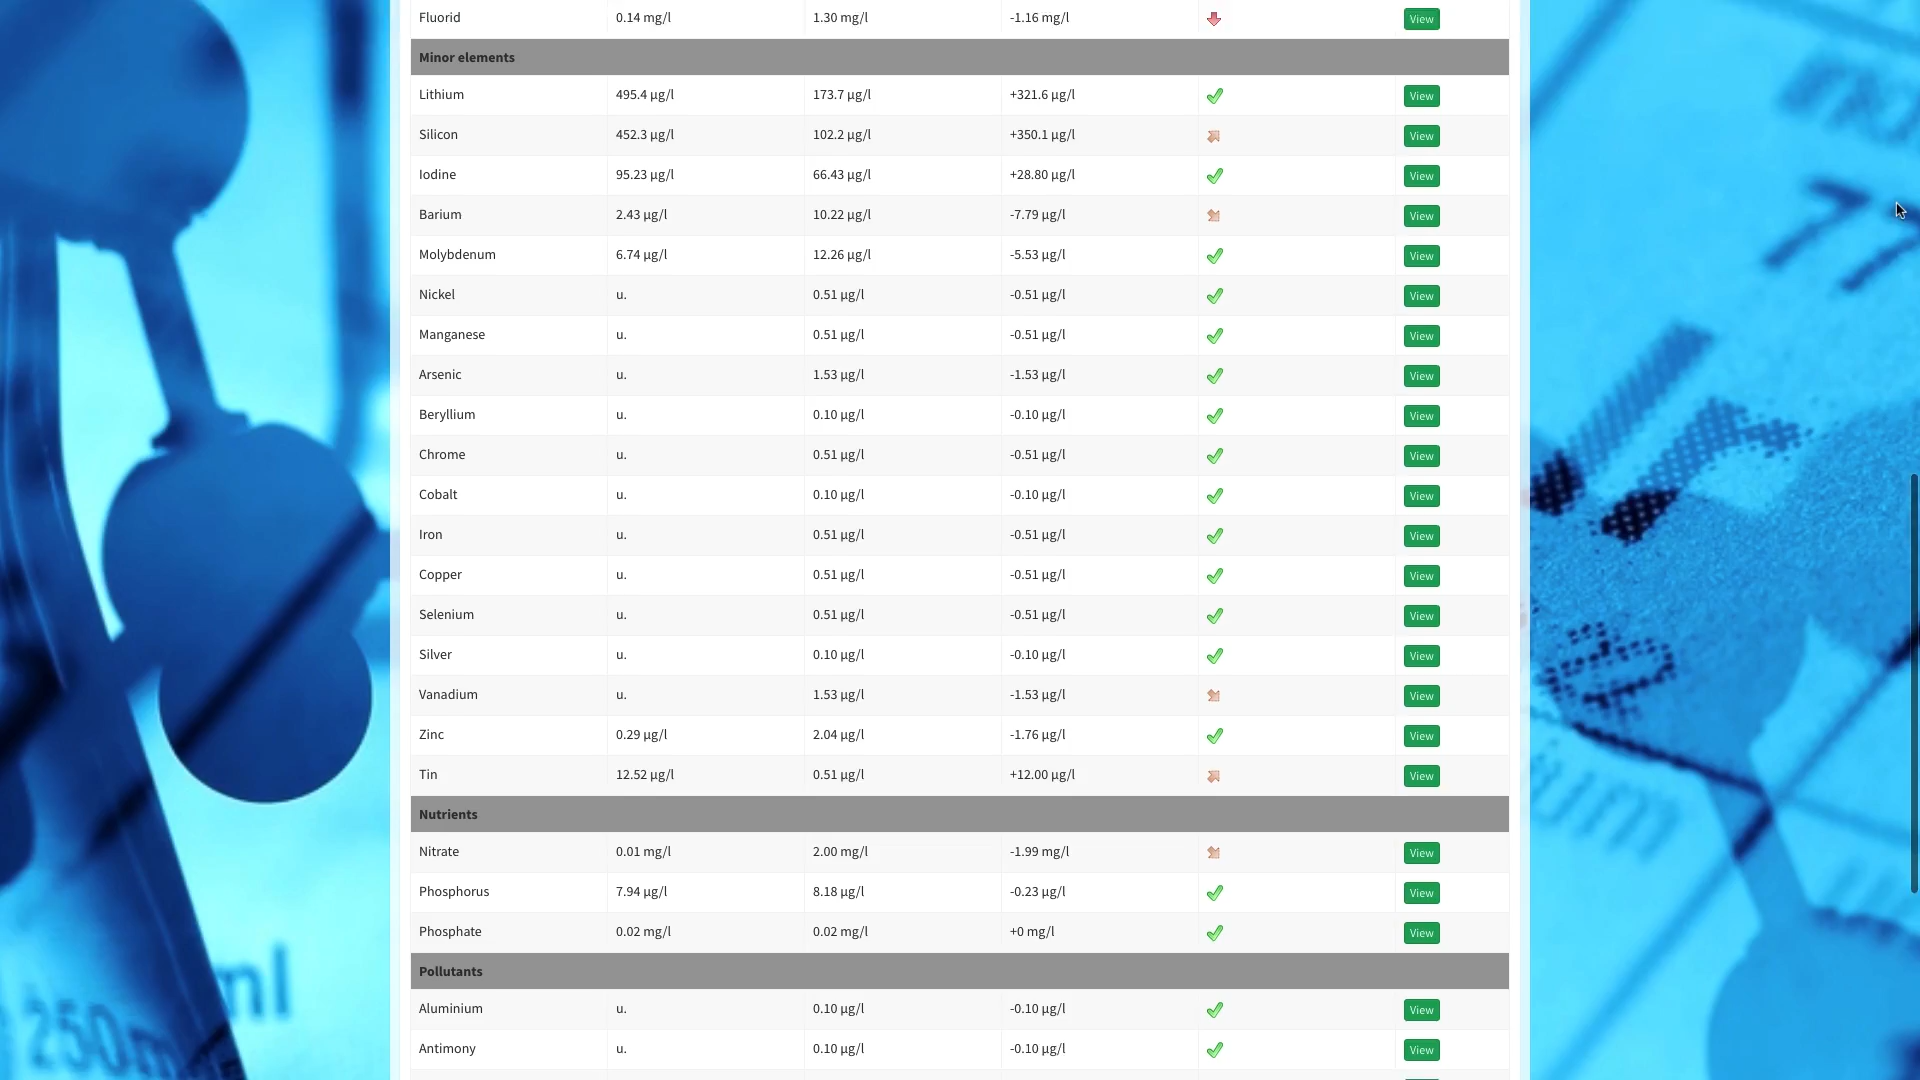 Fluorid 0.14 mg/l 1.30 mg/l -1.16 mg/l View
Minor elements
Lithium 495.4 µg/l 173.7 µg/l +321.6 µg/l View
Silicon 452.3 µg/l 102.2 µg/l +350.1 µg/l View
Iodine 95.23 µg/l 66.43 µg/l +28.80 µg/l View
Barium 2.43 µg/l 10.22 µg/l -7.79 µg/l View
Molybdenum 6.74 µg/l 12.26 µg/l -5.53 µg/l View
Nickel u. 0.51 µg/l -0.51 µg/l View
Manganese u. 0.51 µg/l -0.51 µg/l View
Arsenic u. 1.53 µg/l -1.53 µg/l View
Beryllium u. 0.10 µg/l -0.10 µg/l View
Chrome u. 0.51 µg/l -0.51 µg/l View
Cobalt u. 0.10 µg/l -0.10 µg/l View
Iron u. 0.51 µg/l -0.51 µg/l View
Copper u. 0.51 µg/l -0.51 µg/l View
Selenium u. 0.51 µg/l -0.51 µg/l View
Silver u. 0.10 µg/l -0.10 µg/l View
Vanadium u. 1.53 µg/l -1.53 µg/l View
Zinc 0.29 µg/l 2.04 µg/l -1.76 µg/l View
Tin 12.52 µg/l 0.51 µg/l +12.00 µg/l View
Nutrients
Nitrate 0.01 mg/l 2.00 mg/l -1.99 mg/l View
Phosphorus 7.94 µg/l 8.18 µg/l -0.23 µg/l View
Phosphate 0.02 mg/l 0.02 mg/l +0 mg/l View
Pollutants
Aluminium u. 0.10 µg/l -0.10 µg/l View
Antimony u. 0.10 µg/l -0.10 µg/l View
ml
250m